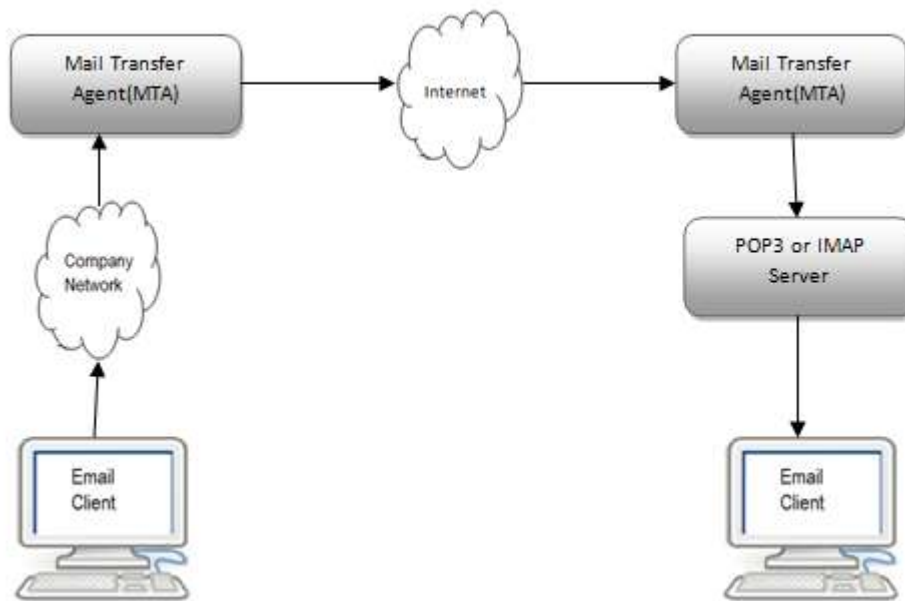 Mail Transfer
Agent(MTA)
Internet
Mail Transfer
Agent(MTA)
Company
Network
POP3 or IMAP
Server
Email
Client
Email
Client